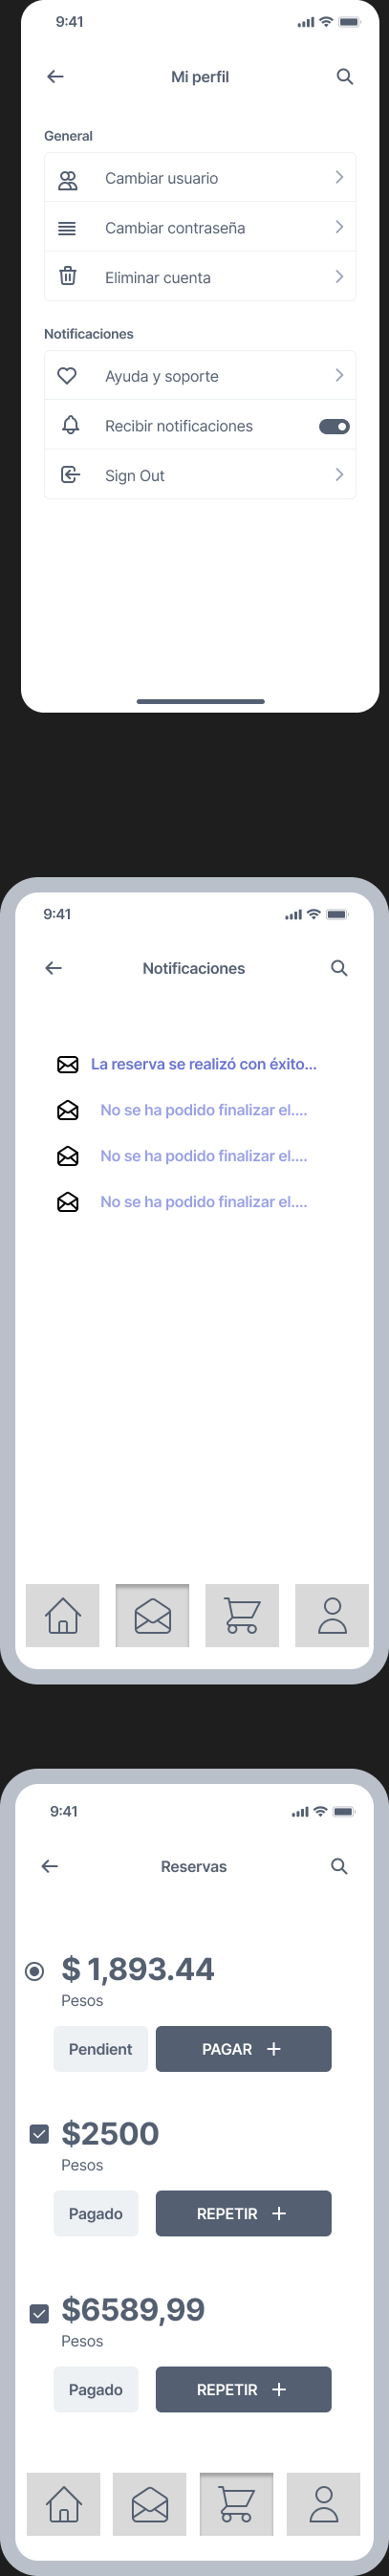 9:41
Mi perfil
General
Cambiar usuario
Cambiar contraseña
Eliminar cuenta
Notificaciones
Ayuda y soporte
Recibir notificaciones
Sign Out
9:41
Notificaciones
La reserva se realizó con éxito...
No se ha podido finalizar el....
No se ha podido finalizar el....
No se ha podido finalizar el....
9:41
Reservas
$ 1,893.44
Pesos
Pendient PAGAR
$2500
Pesos
Pagado REPETIR
$6589,99
Pesos
Pagado REPETIR